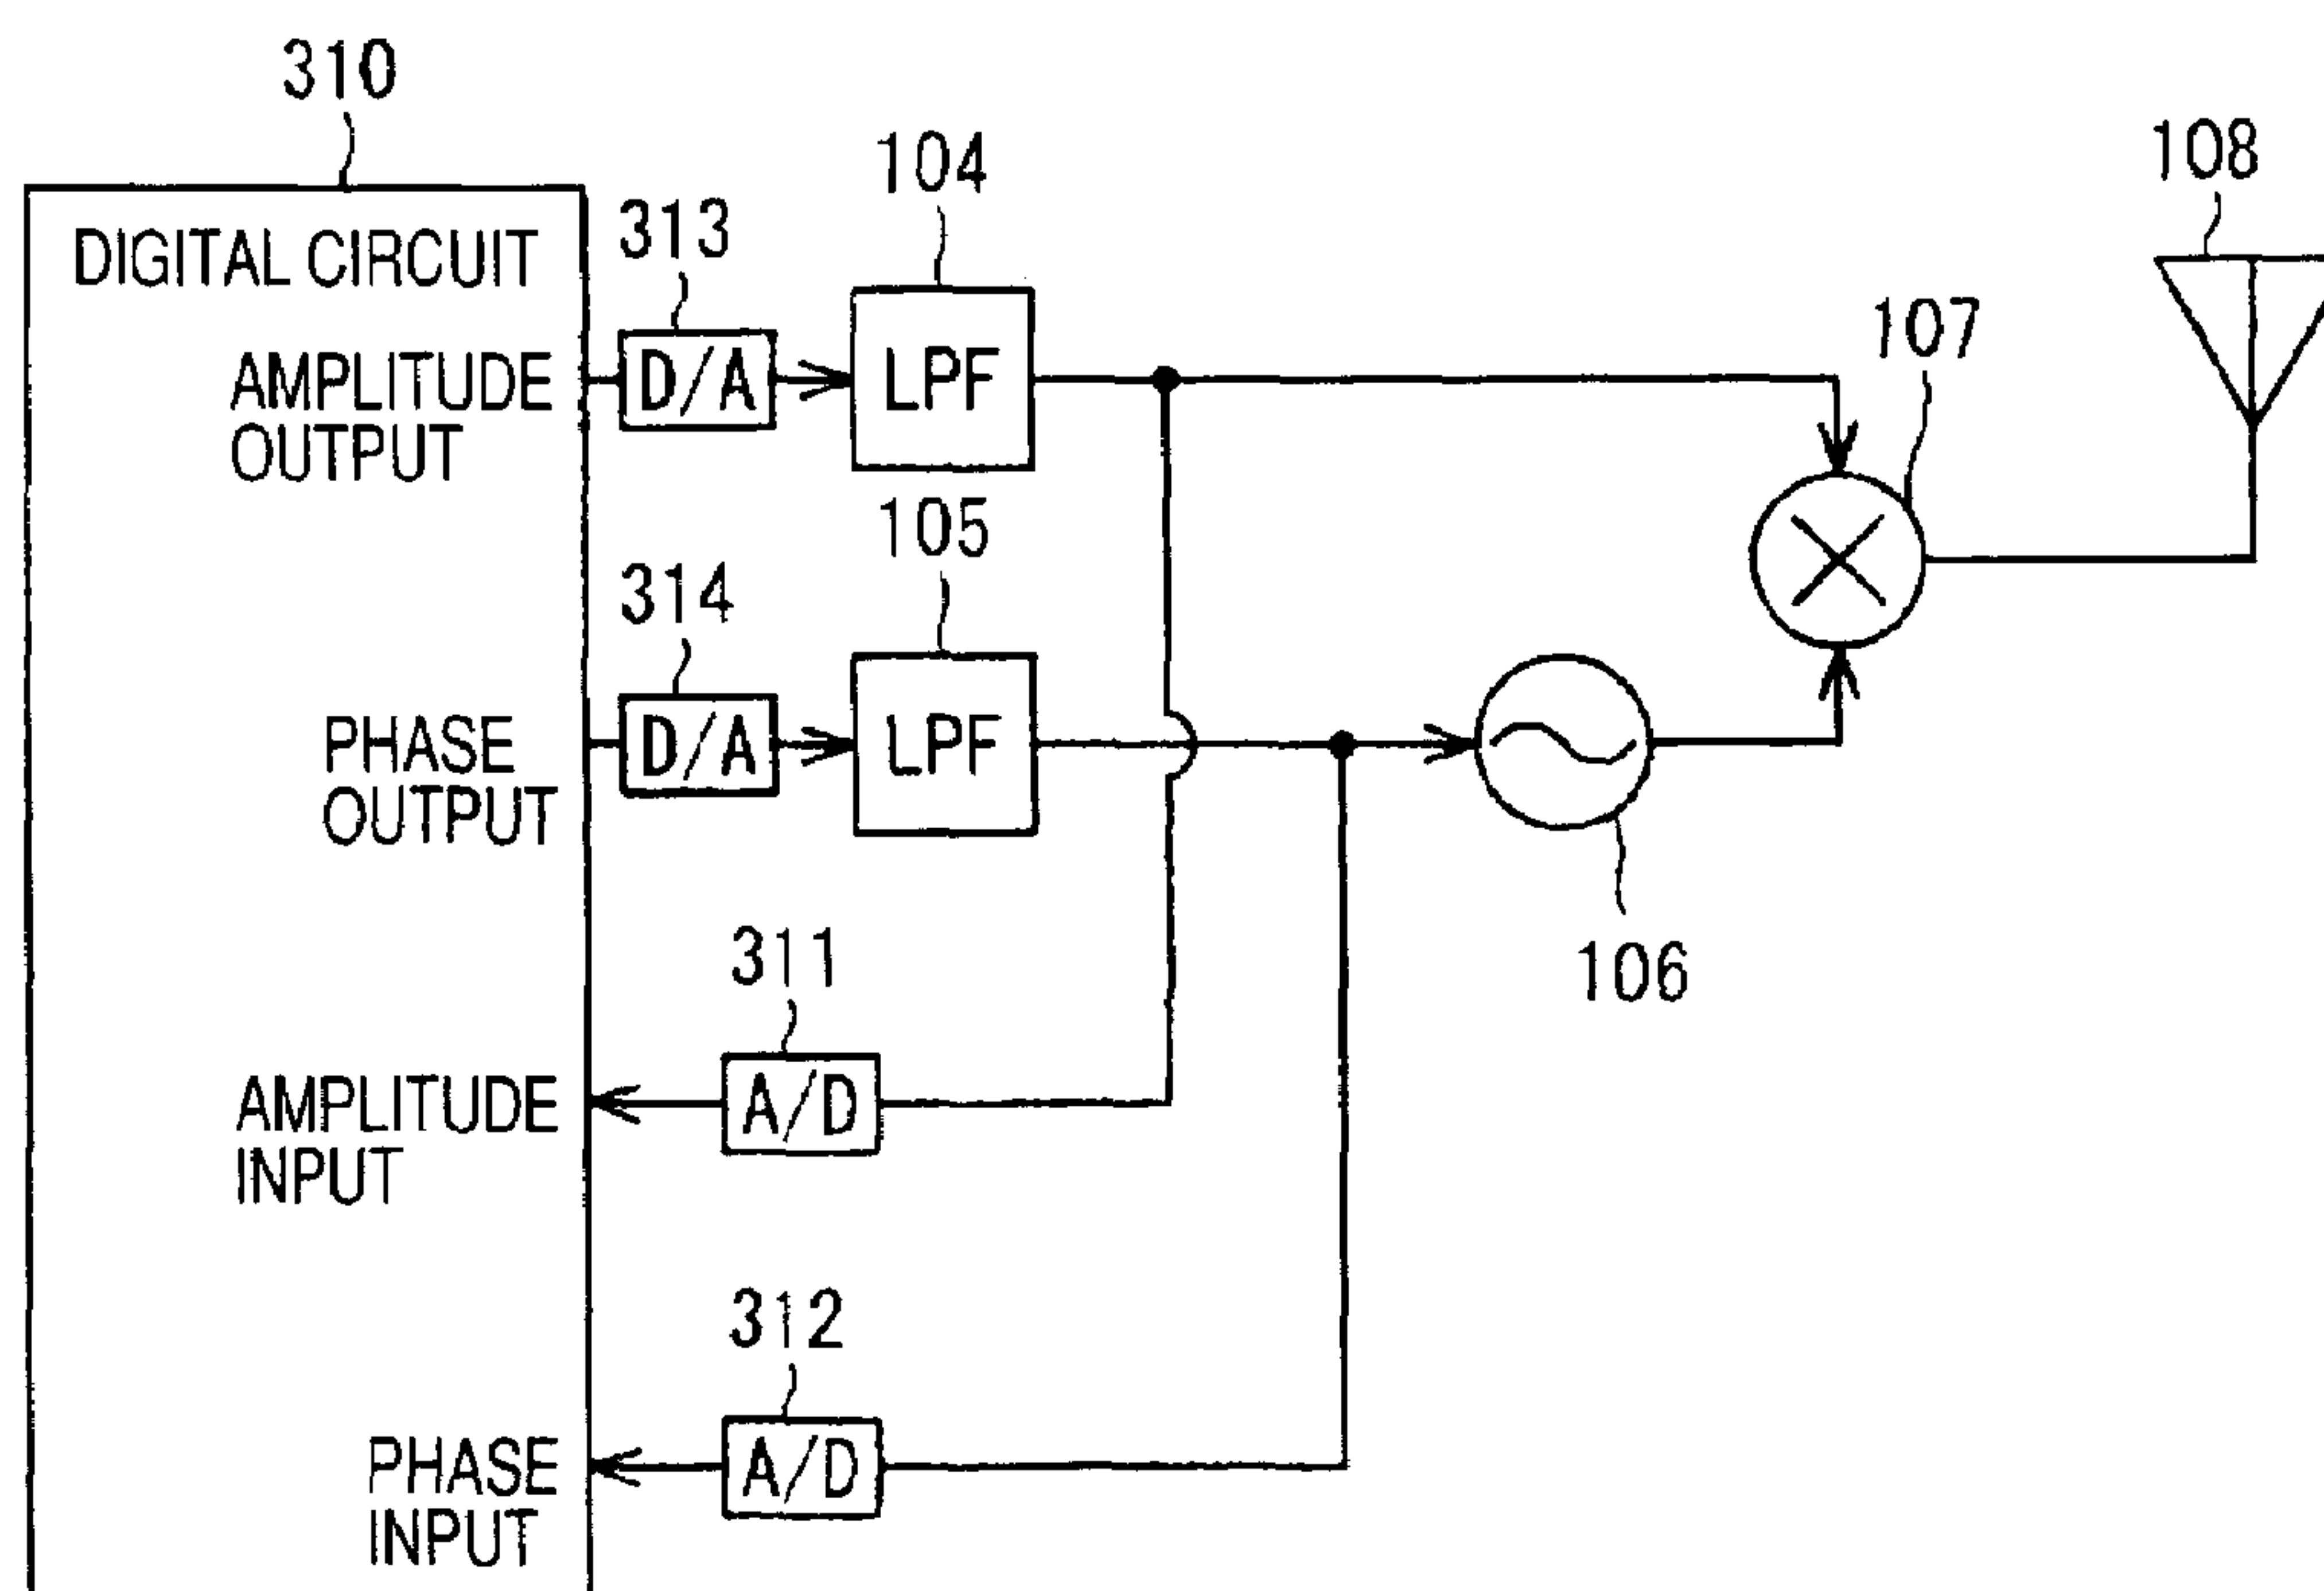 310
104
108
313
DIGITAL CIRCUIT
107
D/A
LPF
AMPLITUDE
OUTPUT
105
314
PHASE
OUTPUT
D/A
LPF
106
311
AMPLITUDE
INPUT
A/D
312
PHASE
INPUT
A/D